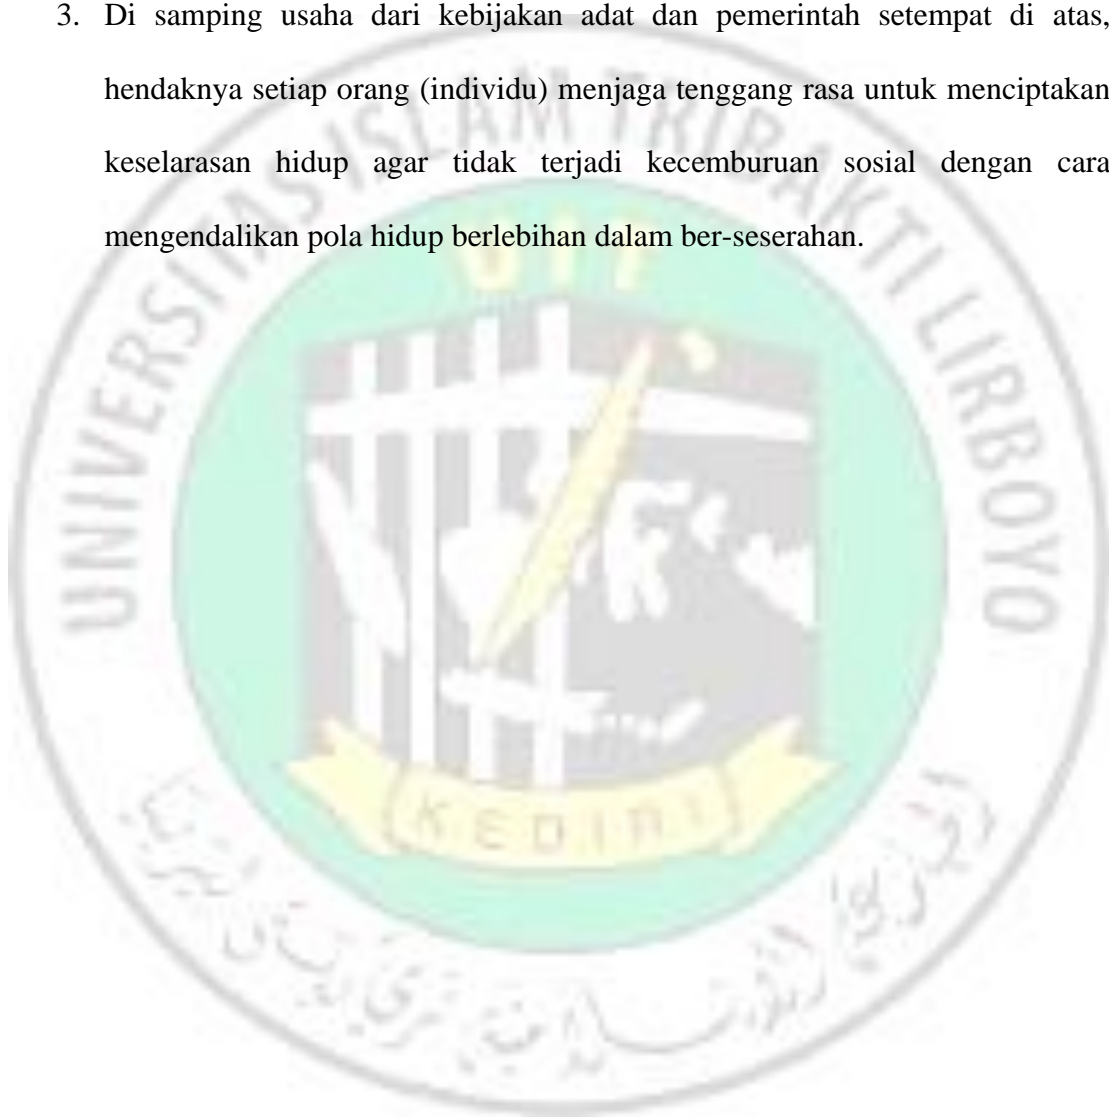 3. Di samping usaha dari kebijakan adat dan pemerintah setempat di atas,
hendaknya setiap orang (individu) menjaga tenggang rasa untuk menciptakan
keselarasan hidup agar tidak terjadi kecemburuan sosial dengan cara
mengendalikan pola hidup berlebihan dalam ber-seserahan.
UNIVERSITAS ISLAM TRIBAKTI LIRBOYO
UIT
KEDIRI